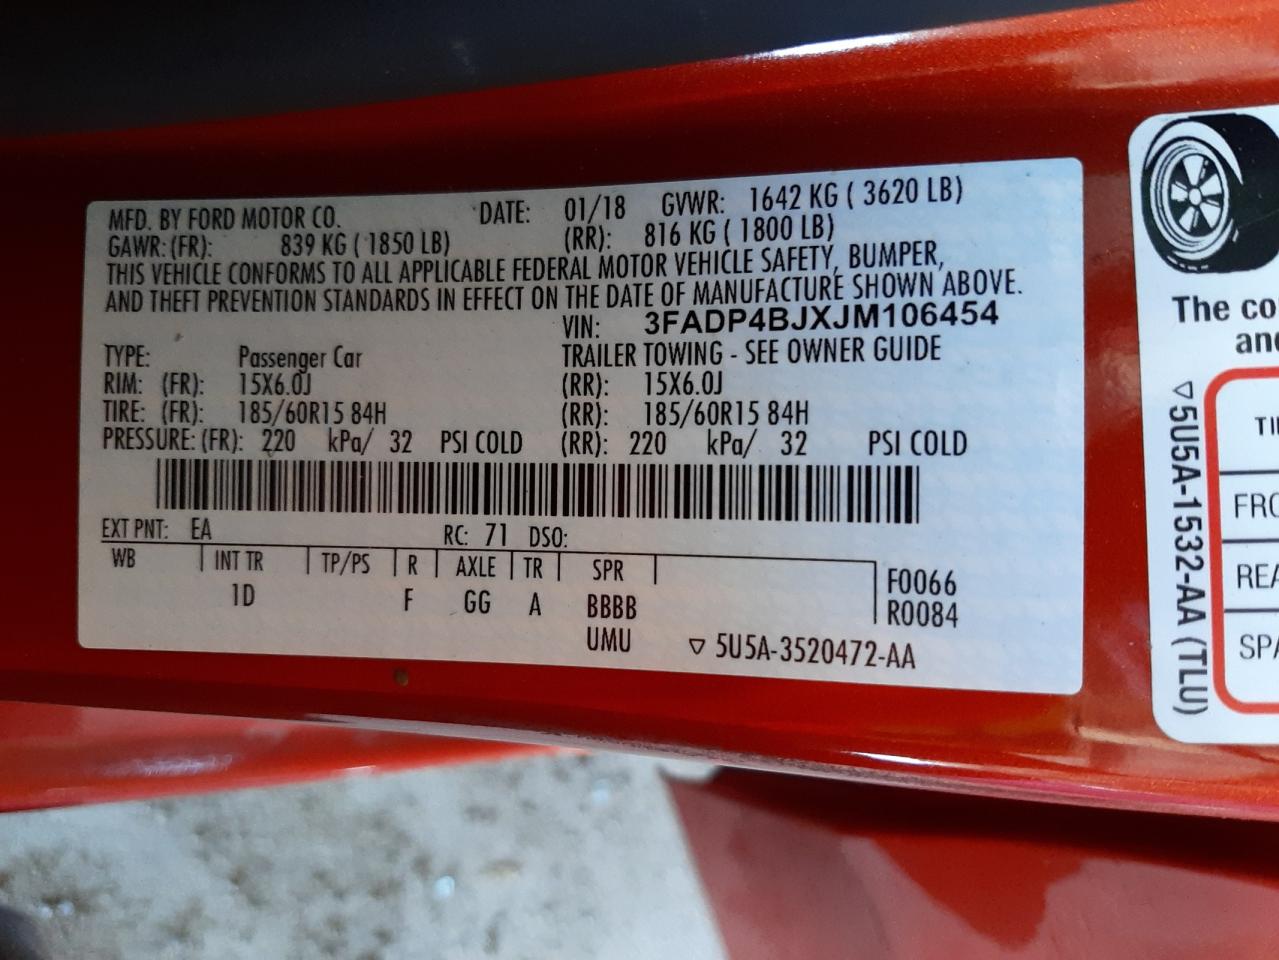 MFD. BY FORD MOTOR CO. DATE: 01/18 GVWR: 1642 KG ( 3620 LB)
GAWR: (FR): 839 KG ( 1850 LB) (RR): 816 KG ( 1800 LB)
THIS VEHICLE CONFORMS TO ALL APPLICABLE FEDERAL MOTOR VEHICLE SAFETY, BUMPER,
AND THEFT PREVENTION STANDARDS IN EFFECT ON THE DATE OF MANUFACTURE SHOWN ABOVE.
VIN: 3FADP4BJXJM106454
TYPE: Passenger Car TRAILER TOWING - SEE OWNER GUIDE
RIM: (FR): 15X6.0J (RR): 15X6.0J
TIRE: (FR): 185/60R15 84H (RR): 185/60R15 84H
PRESSURE: (FR): 220 kPa/ 32 PSI COLD (RR): 220 kPa/ 32 PSI COLD
EXT PNT: EA RC: 71 DSO:
WB INT TR TP/PS R AXLE TR SPR F0066
1D F GG A BBBB R0084
UMU ▽ 5U5A-3520472-AA
The co
and
▽5U5A-1532-AA (TLU)
TI
FRO
REA
SPA